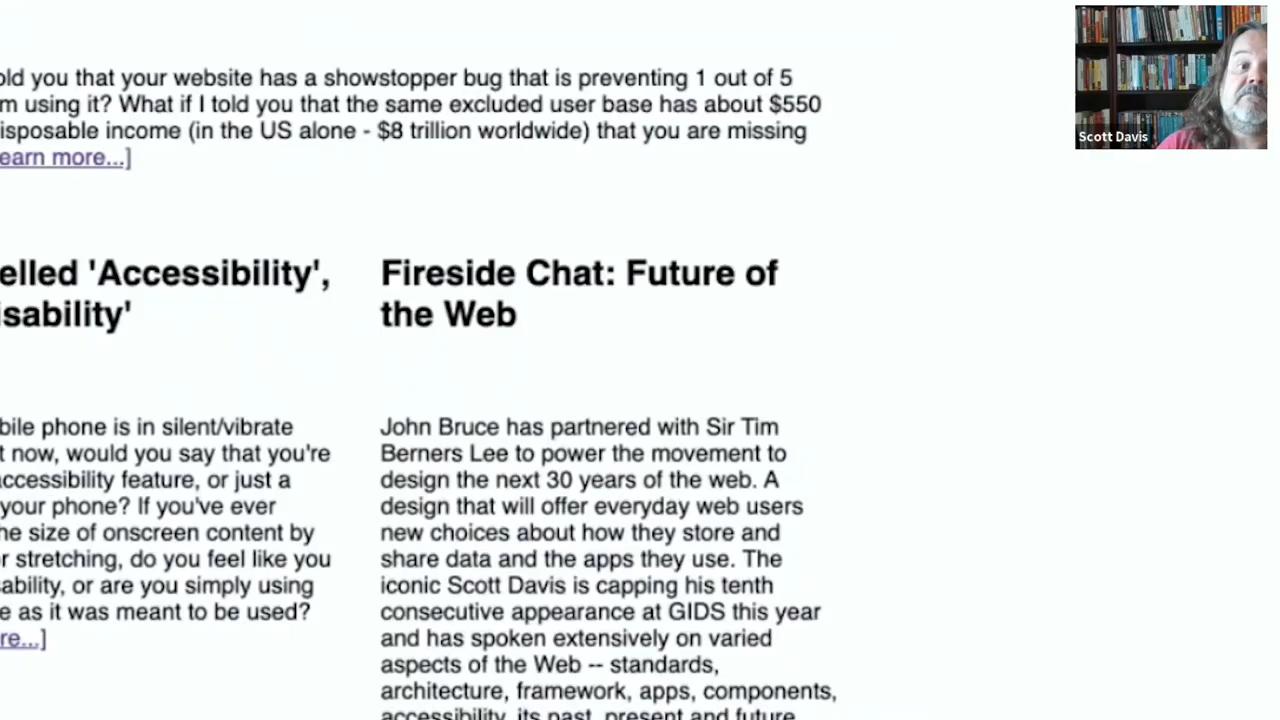 old you that your website has a showstopper bug that is preventing 1 out of 5
m using it? What if I told you that the same excluded user base has about $550
isposable income (in the US alone - $8 trillion worldwide) that you are missing
earn more...]
Scott Davis
elled 'Accessibility',
isability'
Fireside Chat: Future of
the Web
bile phone is in silent/vibrate
t now, would you say that you're
accessibility feature, or just a
your phone? If you've ever
he size of onscreen content by
r stretching, do you feel like you
sability, or are you simply using
e as it was meant to be used?
re...]
John Bruce has partnered with Sir Tim
Berners Lee to power the movement to
design the next 30 years of the web. A
design that will offer everyday web users
new choices about how they store and
share data and the apps they use. The
iconic Scott Davis is capping his tenth
consecutive appearance at GIDS this year
and has spoken extensively on varied
aspects of the Web -- standards,
architecture, framework, apps, components,
accessibility, its past, present and future